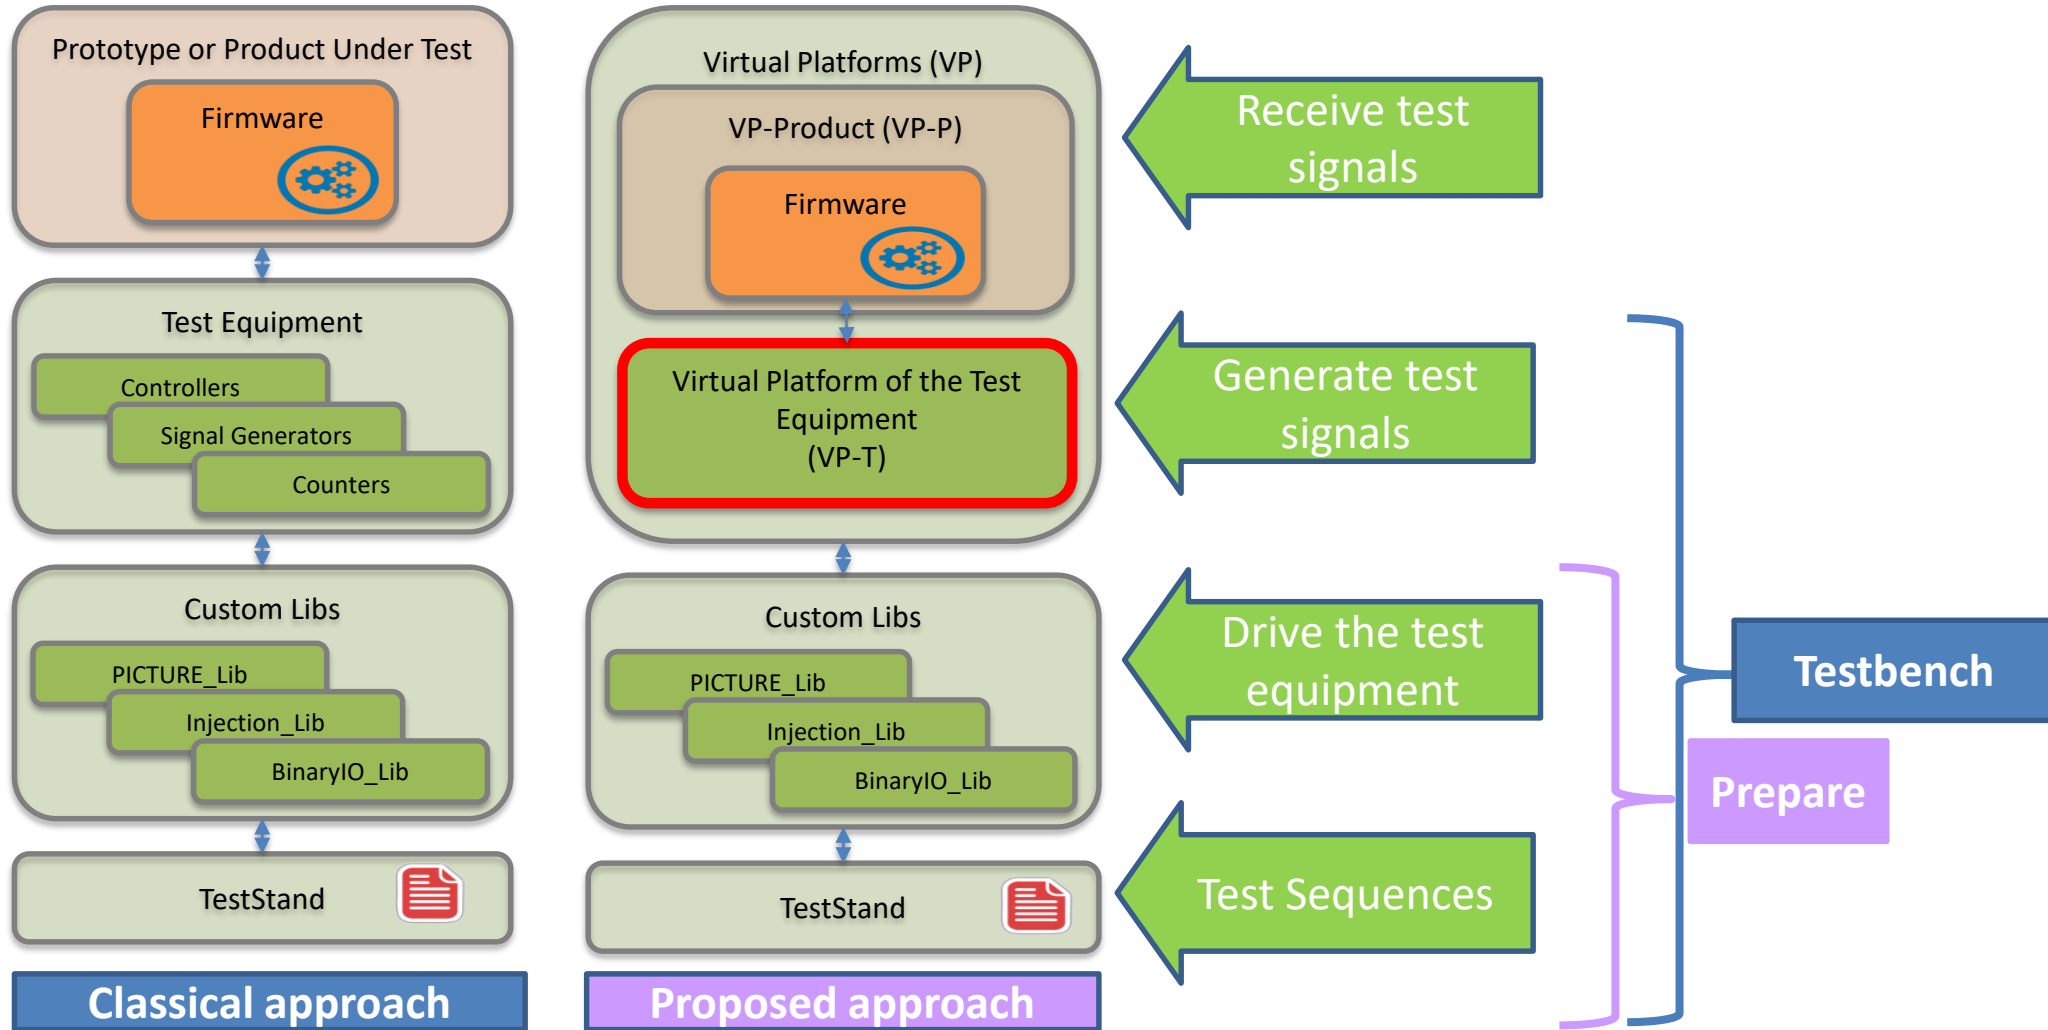 Prototype or Product Under Test
Firmware
Test Equipment
Controllers
Signal Generators
Counters
Custom Libs
PICTURE_Lib
Injection_Lib
BinaryIO_Lib
TestStand
Classical approach
Virtual Platforms (VP)
VP-Product (VP-P)
Firmware
Virtual Platform of the Test
Equipment
(VP-T)
Custom Libs
PICTURE_Lib
Injection_Lib
BinaryIO_Lib
TestStand
Proposed approach
Receive test
signals
Generate test
signals
Drive the test
equipment
Test Sequences
Testbench
Prepare